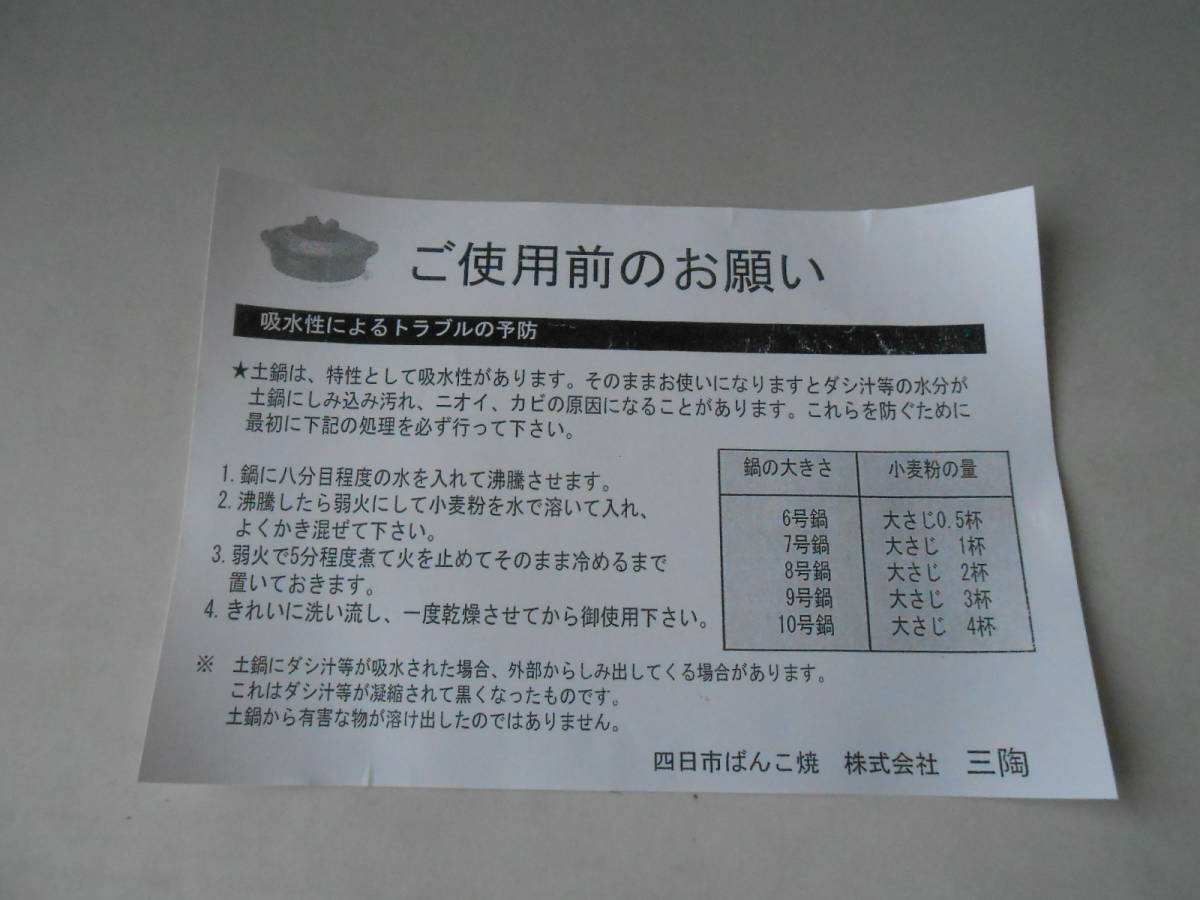 ご使用前のお願い
吸水性によるトラブルの予防
★土鍋は、特性として吸水性があります。そのままお使いになりますとダシ汁等の水分が
土鍋にしみ込み汚れ、ニオイ、カビの原因になることがあります。これらを防ぐために
最初に下記の処理を必ず行って下さい。
1. 鍋に八分目程度の水を入れて沸騰させます。
2. 沸騰したら弱火にして小麦粉を水で溶いて入れ、
よくかき混ぜて下さい。
3. 弱火で5分程度煮て火を止めてそのまま冷めるまで
置いておきます。
4. きれいに洗い流し、一度乾燥させてから御使用下さい。
鍋の大きさ 小麦粉の量
6号鍋 大さじ0.5杯
7号鍋 大さじ 1杯
8号鍋 大さじ 2杯
9号鍋 大さじ 3杯
10号鍋 大さじ 4杯
※ 土鍋にダシ汁等が吸水された場合、外部からしみ出してくる場合があります。
これはダシ汁等が凝縮されて黒くなったものです。
土鍋から有害な物が溶け出したのではありません。
四日市ばんこ焼 株式会社 三陶